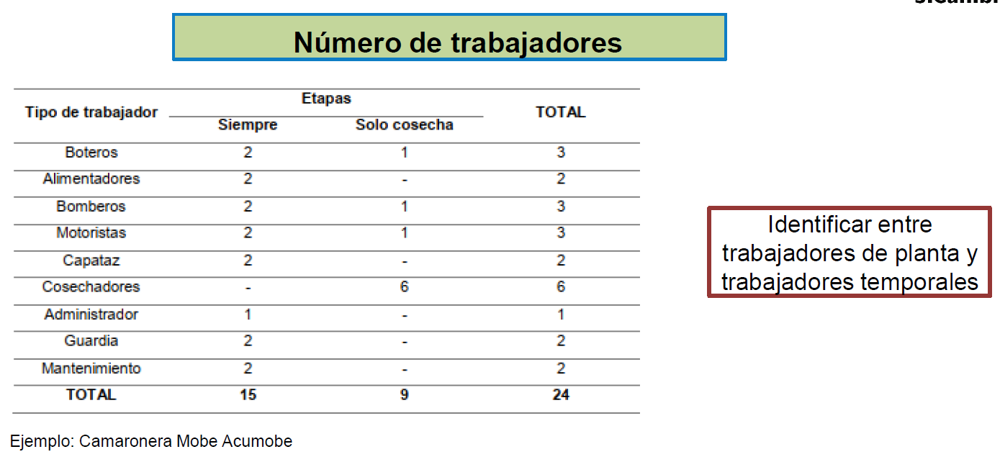 Número de trabajadores
Etapas
Tipo de trabajador TOTAL
Siempre Solo cosecha
Boteros 2 1 3
Alimentadores 2 - 2
Bomberos 2 1 3
Motoristas 2 1 3
Capataz 2 - 2
Cosechadores - 6 6
Administrador 1 - 1
Guardia 2 - 2
Mantenimiento 2 - 2
TOTAL 15 9 24
Identificar entre
trabajadores de planta y
trabajadores temporales
Ejemplo: Camaronera Mobe Acumobe